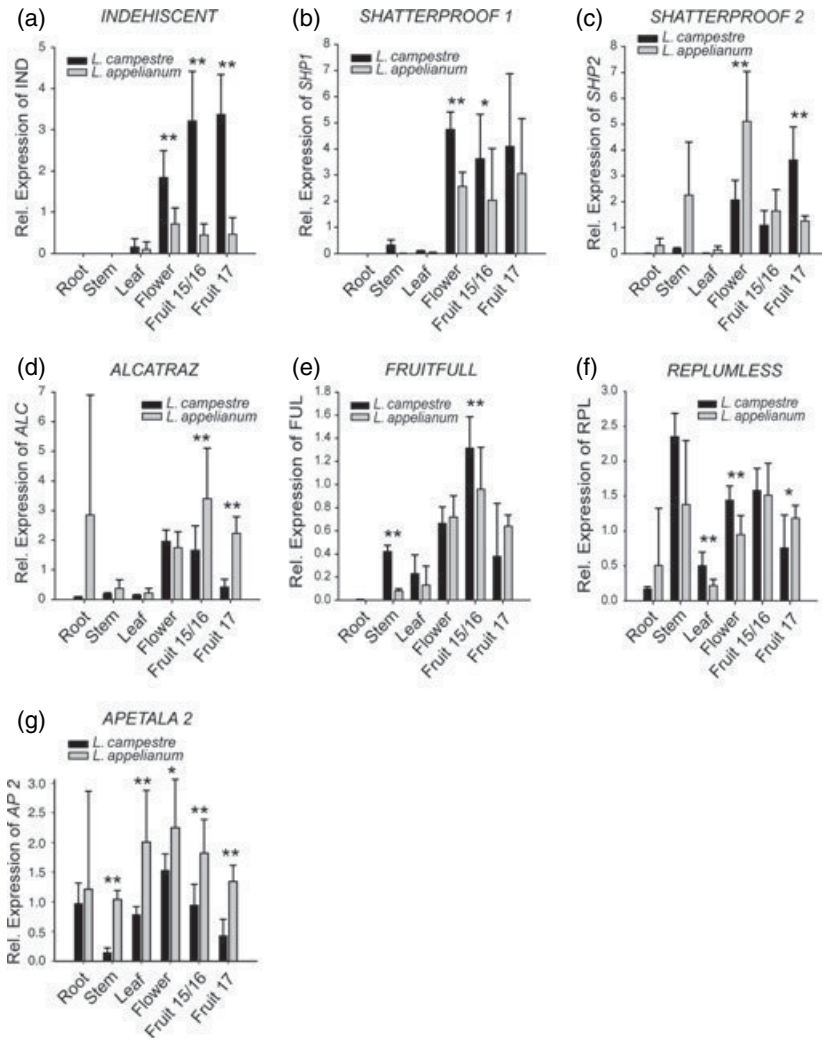 (a)
INDEHISCENT
L. campestre
L. appelianum
Rel. Expression of IND
5
4
3
2
1
0
**
**
**
Root
Stem
Leaf
Flower
Fruit 15/16
Fruit 17
(b)
SHATTERPROOF 1
L. campestre
L. appelianum
Rel. Expression of SHP1
8
7
6
5
4
3
2
1
0
**
*
Root
Stem
Leaf
Flower
Fruit 15/16
Fruit 17
(c)
SHATTERPROOF 2
L. campestre
L. appelianum
Rel. Expression of SHP2
8
7
6
5
4
3
2
1
0
**
**
Root
Stem
Leaf
Flower
Fruit 15/16
Fruit 17
(d)
ALCATRAZ
L. campestre
L. appelianum
Rel. Expression of ALC
7
6
5
4
3
2
1
0
**
**
Root
Stem
Leaf
Flower
Fruit 15/16
Fruit 17
(e)
FRUITFULL
L. campestre
L. appelianum
Rel. Expression of FUL
1.8
1.6
1.4
1.2
1.0
0.8
0.6
0.4
0.2
0.0
**
**
Root
Stem
Leaf
Flower
Fruit 15/16
Fruit 17
(f)
REPLUMLESS
L. campestre
L. appelianum
Rel. Expression of RPL
3.0
2.5
2.0
1.5
1.0
0.5
0.0
**
**
*
Root
Stem
Leaf
Flower
Fruit 15/16
Fruit 17
(g)
APETALA 2
L. campestre
L. appelianum
Rel. Expression of AP 2
3.0
2.5
2.0
1.5
1.0
0.5
0.0
**
**
*
**
**
Root
Stem
Leaf
Flower
Fruit 15/16
Fruit 17